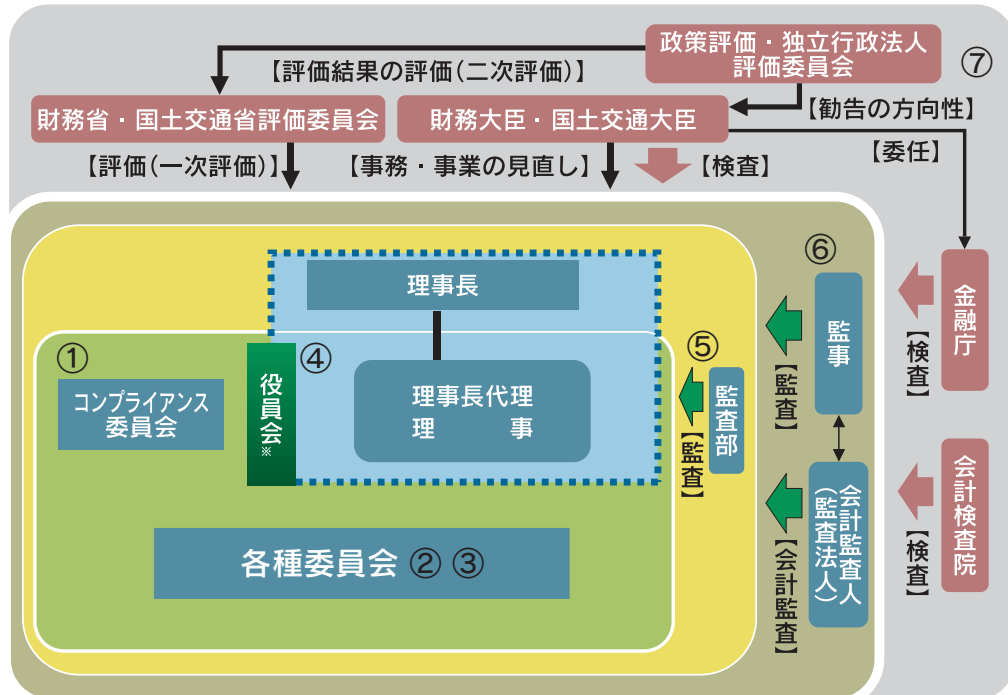 政策評価・独立行政法人
評価委員会
⑦
【評価結果の評価(二次評価)】
【勧告の方向性】
財務省・国土交通省評価委員会
財務大臣・国土交通大臣
【委任】
【評価(一次評価)】
【事務・事業の見直し】
【検査】
理事長
理事長代理
理　事
①
コンプライアンス
委員会
④
役員会※
⑤
監査部
【監査】
各種委員会 ② ③
⑥
監事
【監査】
会計監査人
(監査法人)
【会計監査】
金融庁
【検査】
会計検査院
【検査】